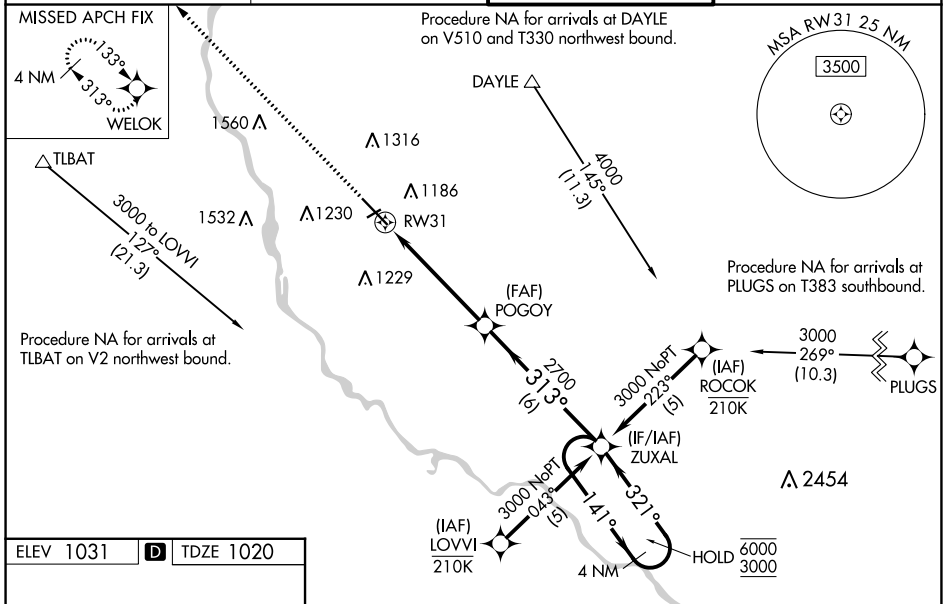 MISSED APCH FIX
133°
4 NM
313°
WELOK
Procedure NA for arrivals at DAYLE
on V510 and T330 northwest bound.
MSA RW 31 25 NM
3500
DAYLE
1560
1316
TLBAT
4000
145°
(11.3)
1186
1532
1230
RW31
3000 to LOVVI
127°
(21.3)
1229
Procedure NA for arrivals at
PLUGS on T383 southbound.
(FAF)
POGOY
Procedure NA for arrivals at
TLBAT on V2 northwest bound.
3000
269°
(10.3)
PLUGS
2700
313°
(6)
3000 NoPT
223°
(5)
(IAF)
ROCOK
210K
(IF/IAF)
ZUXAL
2454
3000 NoPT
043°
(5)
141°
321°
(IAF)
LOVVI
210K
4 NM
HOLD 6000
3000
ELEV 1031 D TDZE 1020